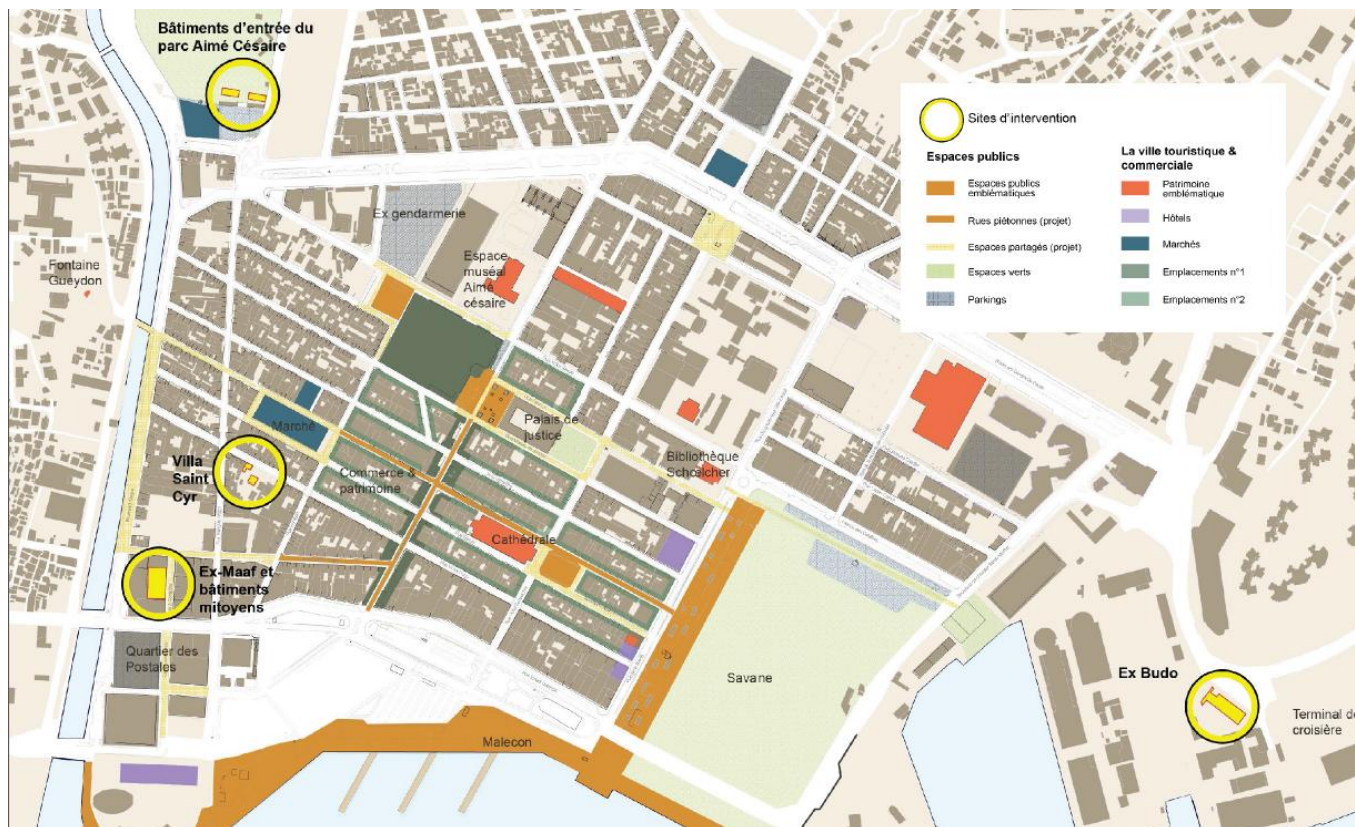 Bâtiments d'entrée du
parc Aimé Césaire
Sites d'intervention
Espaces publics
Espaces publics
emblématiques
Rues piétonnes (projet)
Espaces partagés (projet)
Espaces verts
Parkings
La ville touristique &
commerciale
Patrimoine
emblématique
Hôtels
Marchés
Emplacements n°1
Emplacements n°2
Ex gendarmerie
Fontaine
Gueydon
Espace
muséal
Aimé
césaire
Marché
Palais de
justice
Villa
Saint
Cyr
Commerce &
patrimoine
Bibliothèque
Schoelcher
Cathédrale
Ex-Maaf et
bâtiments
mitoyens
Quartier des
Postales
Savane
Ex Budo
Malecon
Terminal de
croisière